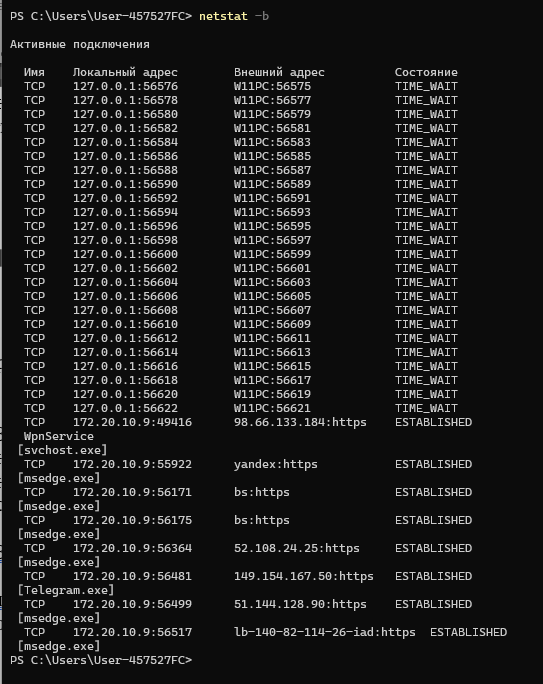 PS C:\Users\User-457527FC> netstat -b
Активные подключения
Имя Локальный адрес Внешний адрес Состояние
TCP 127.0.0.1:56576 W11PC:56575 TIME_WAIT
TCP 127.0.0.1:56578 W11PC:56577 TIME_WAIT
TCP 127.0.0.1:56580 W11PC:56579 TIME_WAIT
TCP 127.0.0.1:56582 W11PC:56581 TIME_WAIT
TCP 127.0.0.1:56584 W11PC:56583 TIME_WAIT
TCP 127.0.0.1:56586 W11PC:56585 TIME_WAIT
TCP 127.0.0.1:56588 W11PC:56587 TIME_WAIT
TCP 127.0.0.1:56590 W11PC:56589 TIME_WAIT
TCP 127.0.0.1:56592 W11PC:56591 TIME_WAIT
TCP 127.0.0.1:56594 W11PC:56593 TIME_WAIT
TCP 127.0.0.1:56596 W11PC:56595 TIME_WAIT
TCP 127.0.0.1:56598 W11PC:56597 TIME_WAIT
TCP 127.0.0.1:56600 W11PC:56599 TIME_WAIT
TCP 127.0.0.1:56602 W11PC:56601 TIME_WAIT
TCP 127.0.0.1:56604 W11PC:56603 TIME_WAIT
TCP 127.0.0.1:56606 W11PC:56605 TIME_WAIT
TCP 127.0.0.1:56608 W11PC:56607 TIME_WAIT
TCP 127.0.0.1:56610 W11PC:56609 TIME_WAIT
TCP 127.0.0.1:56612 W11PC:56611 TIME_WAIT
TCP 127.0.0.1:56614 W11PC:56613 TIME_WAIT
TCP 127.0.0.1:56616 W11PC:56615 TIME_WAIT
TCP 127.0.0.1:56618 W11PC:56617 TIME_WAIT
TCP 127.0.0.1:56620 W11PC:56619 TIME_WAIT
TCP 127.0.0.1:56622 W11PC:56621 TIME_WAIT
TCP 172.20.10.9:49416 98.66.133.184:https ESTABLISHED
WpnService
[svchost.exe]
TCP 172.20.10.9:55922 yandex:https ESTABLISHED
[msedge.exe]
TCP 172.20.10.9:56171 bs:https ESTABLISHED
[msedge.exe]
TCP 172.20.10.9:56175 bs:https ESTABLISHED
[msedge.exe]
TCP 172.20.10.9:56364 52.108.24.25:https ESTABLISHED
[msedge.exe]
TCP 172.20.10.9:56481 149.154.167.50:https ESTABLISHED
[Telegram.exe]
TCP 172.20.10.9:56499 51.144.128.90:https ESTABLISHED
[msedge.exe]
TCP 172.20.10.9:56517 lb-140-82-114-26-iad:https ESTABLISHED
[msedge.exe]
PS C:\Users\User-457527FC>